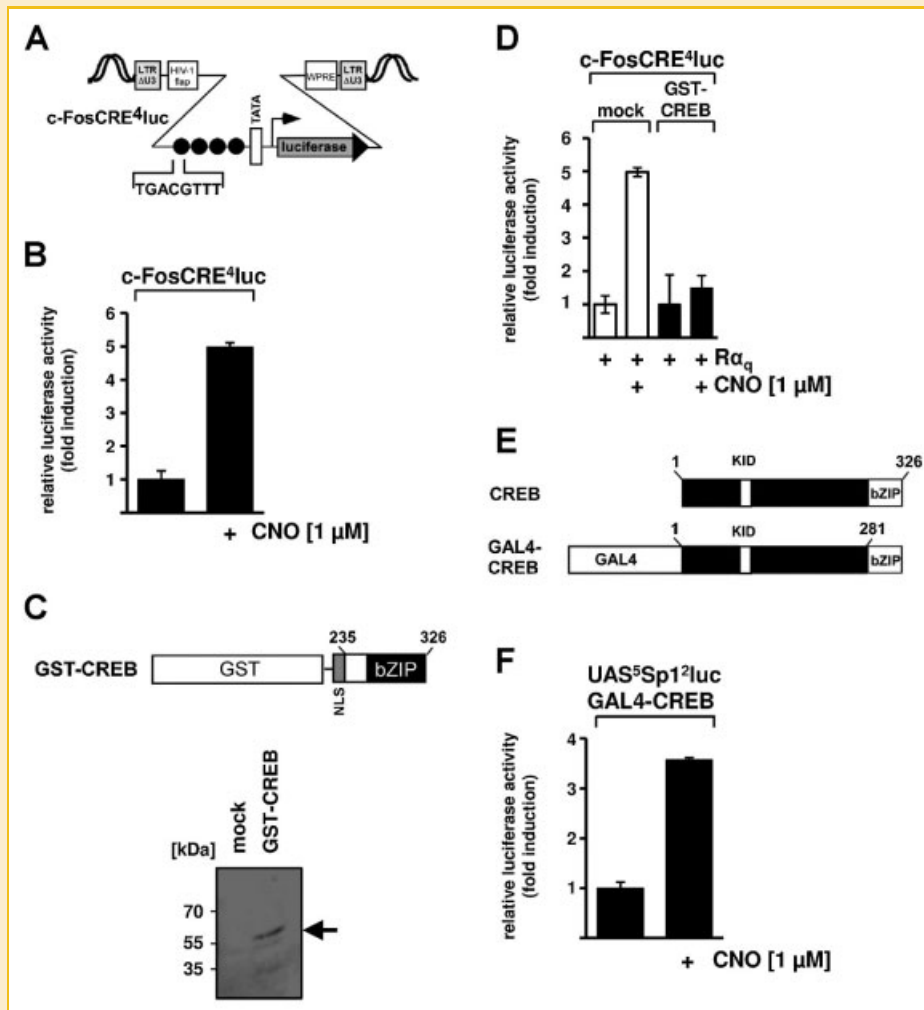 A
LTR ΔU3
HIV-1 flap
WPRE
LTR ΔU3
c-FosCRE⁴luc
TATA
luciferase
TGACGTTT
B
c-FosCRE⁴luc
relative luciferase activity
(fold induction)
6
5
4
3
2
1
+ CNO [1 µM]
C
235 326
GST-CREB GST bZIP
NLS
mock
GST-CREB
[kDa]
70
55
35
D
c-FosCRE⁴luc
mock
GST-CREB
relative luciferase activity
(fold induction)
6
5
4
3
2
1
+ + + + Rα_q
+ + CNO [1 µM]
E
1 KID 326
CREB bZIP
1 KID 281
GAL4-CREB GAL4 bZIP
F
UAS⁵Sp1²luc
GAL4-CREB
relative luciferase activity
(fold induction)
4
3
2
1
+ CNO [1 µM]